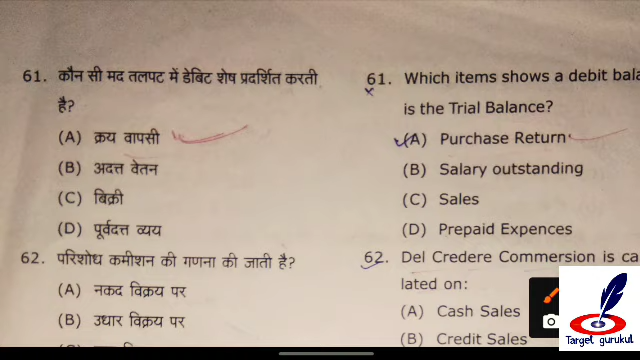 61. कौन सी मद तलपट में डेबिट शेष प्रदर्शित करती
है?
(A) क्रय वापसी
(B) अदत्त वेतन
(C) बिक्री
(D) पूर्वदत्त व्यय
62. परिशोध कमीशन की गणना की जाती है?
(A) नकद विक्रय पर
(B) उधार विक्रय पर
61. Which items shows a debit bala
is the Trial Balance?
(A) Purchase Return
(B) Salary outstanding
(C) Sales
(D) Prepaid Expences
62. Del Credere Commersion is ca
lated on:
(A) Cash Sales
(B) Credit Sales
Target gurukul